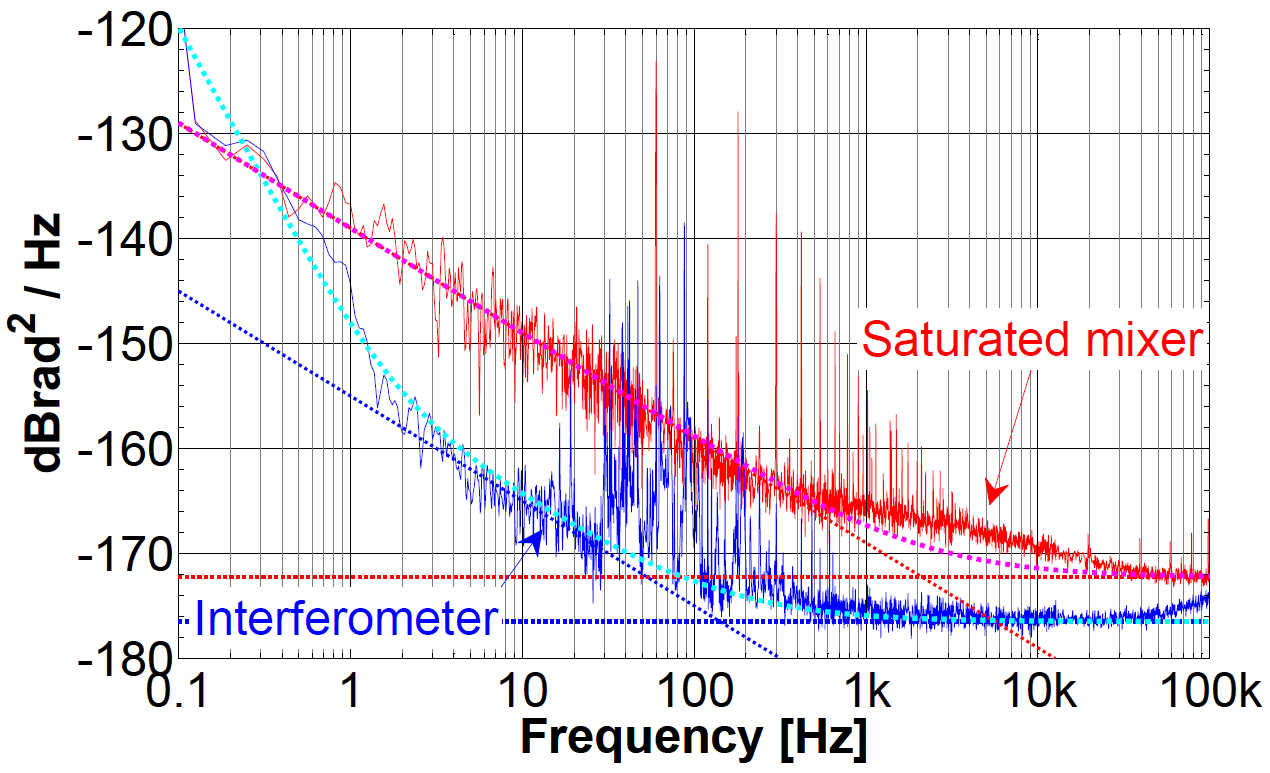 -120
-130
-140
-150
-160
-170
-180
dBrad² / Hz
Saturated mixer
Interferometer
0.1 1 10 100 1k 10k 100k
Frequency [Hz]